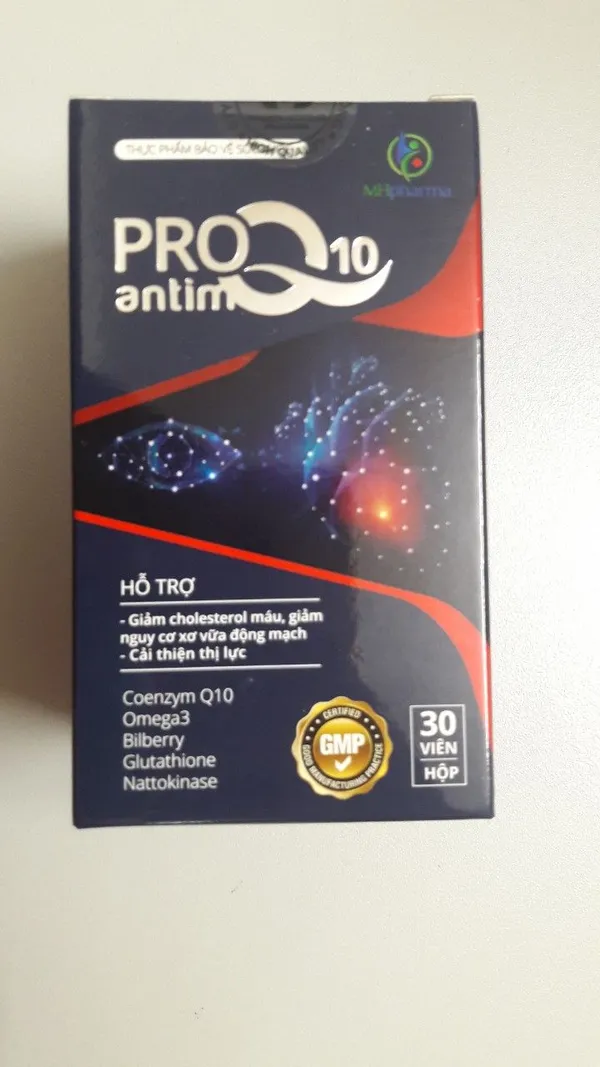 THỰC PHẨM BẢO VỆ
MHpharma
PRO Q10
antim
HỖ TRỢ
- Giảm cholesterol máu, giảm
nguy cơ xơ vữa động mạch
- Cải thiện thị lực
Coenzym Q10
Omega3
Bilberry
Glutathione
Nattokinase
CERTIFIED
GMP
GOOD MANUFACTURING PRACTICE
30
VIÊN
HỘP